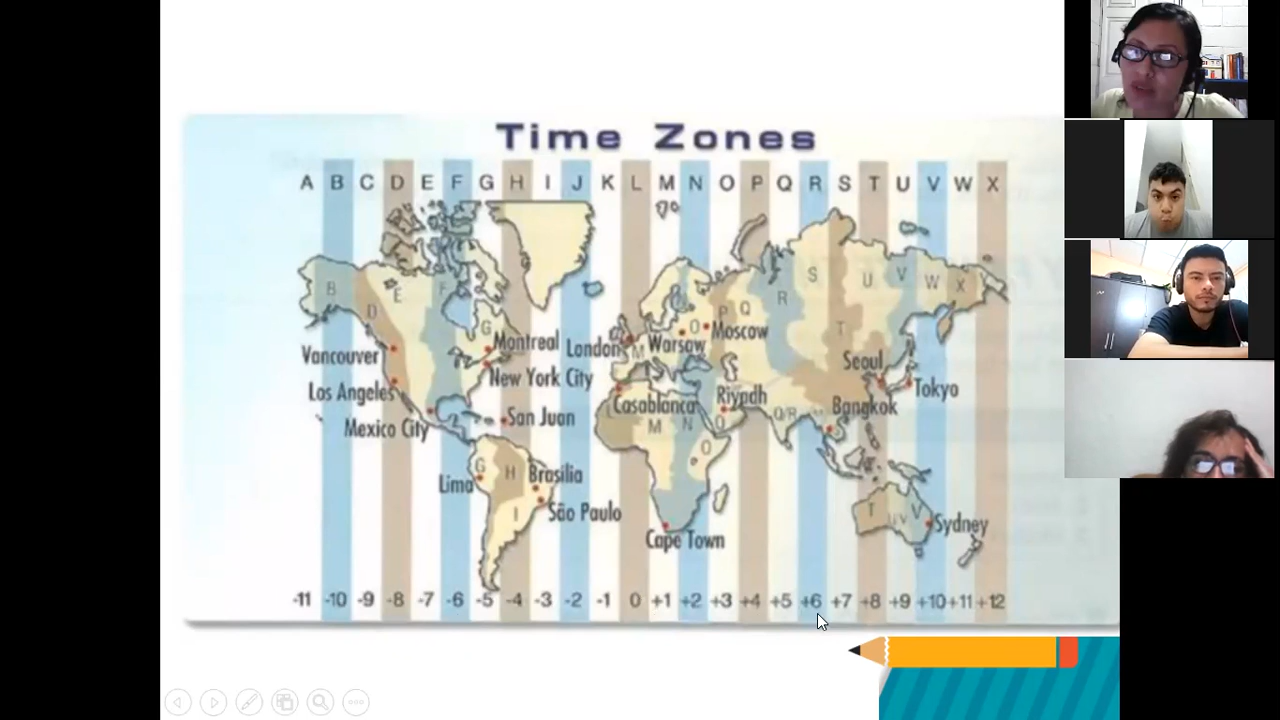 Time Zones
A B C D E F G H I J K L M N O P Q R S T U V W X
B
D
E
F
G
S
R
Q
P
O
U
V
W
X
T
M
Montreal
London
Warsaw
Moscow
Vancouver
New York City
Seoul
Tokyo
Los Angeles
Casablanca
Riyadh
Bangkok
Mexico City
San Juan
M
N
O
Q
Q/R
G
H
I
Lima
Brasília
São Paulo
Cape Town
T
U/V
V
Sydney
-11 -10 -9 -8 -7 -6 -5 -4 -3 -2 -1 0 +1 +2 +3 +4 +5 +6 +7 +8 +9 +10 +11 +12